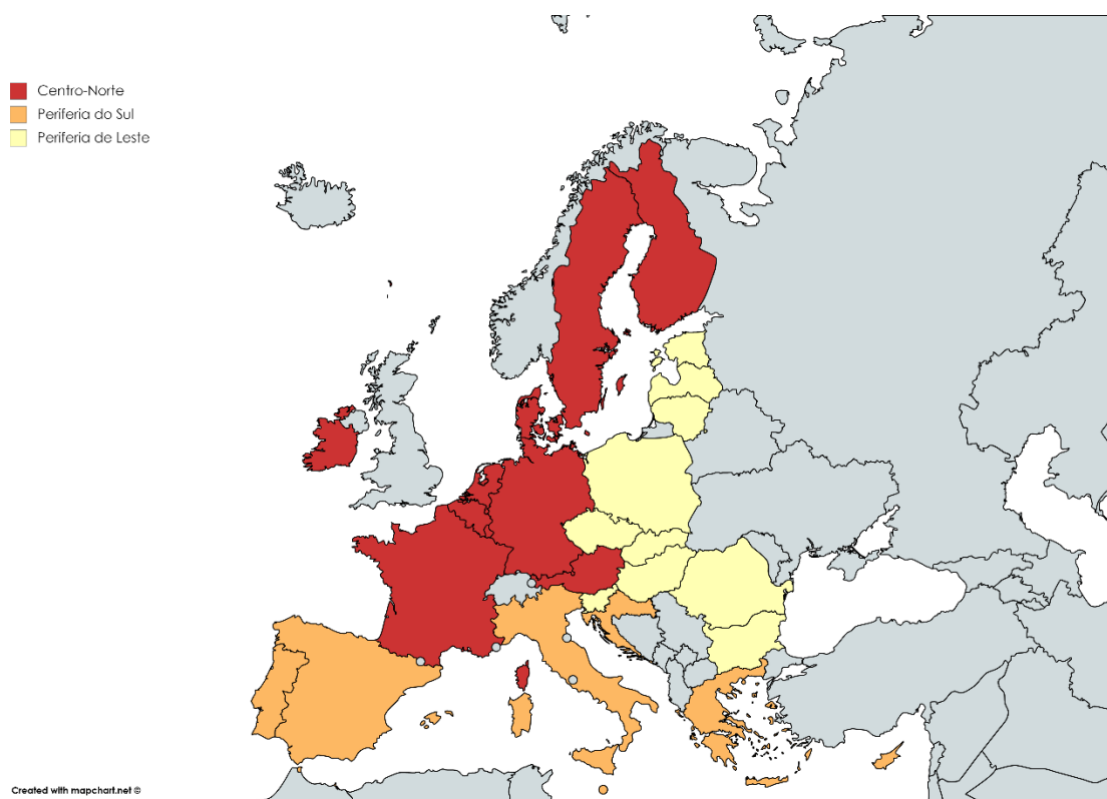 Centro-Norte
Periferia do Sul
Periferia de Leste
Created with mapchart.net ©